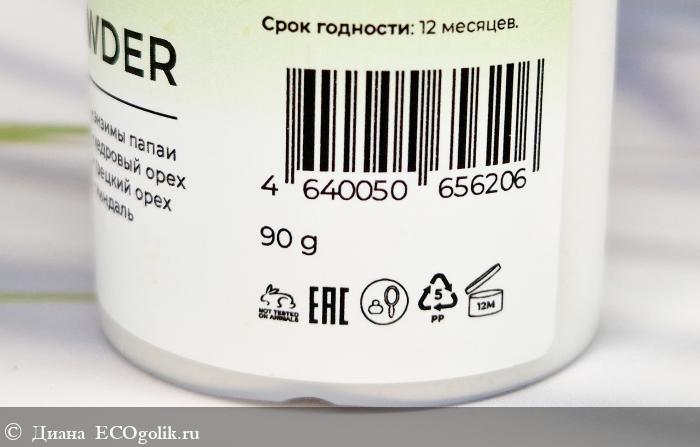 Срок годности: 12 месяцев.
WDER
энзимы папаи
кедровый орех
грецкий орех
миндаль
4 640050 656206
90 g
NOT TESTED
ON ANIMALS
EAC
5
PP
12M
Диана ECOgolik.ru